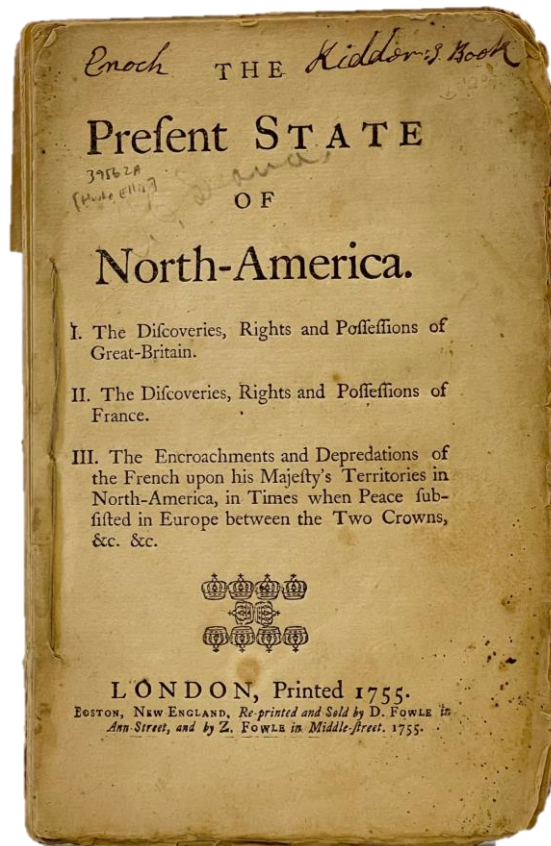 Enoch Kidder's Book
THE
Preſent STATE
39562A
OF
North-America.
I. The Diſcoveries, Rights and Poſſeſſions of
Great-Britain.
II. The Diſcoveries, Rights and Poſſeſſions of
France.
III. The Encroachments and Depredations of
the French upon his Majeſty's Territories in
North-America, in Times when Peace ſub-
ſiſted in Europe between the Two Crowns,
&c. &c.
LONDON, Printed 1755.
BOSTON, NEW ENGLAND, Re-printed and Sold by D. FOWLE in
Ann-Street, and by Z. FOWLE in Middle-ſtreet. 1755.